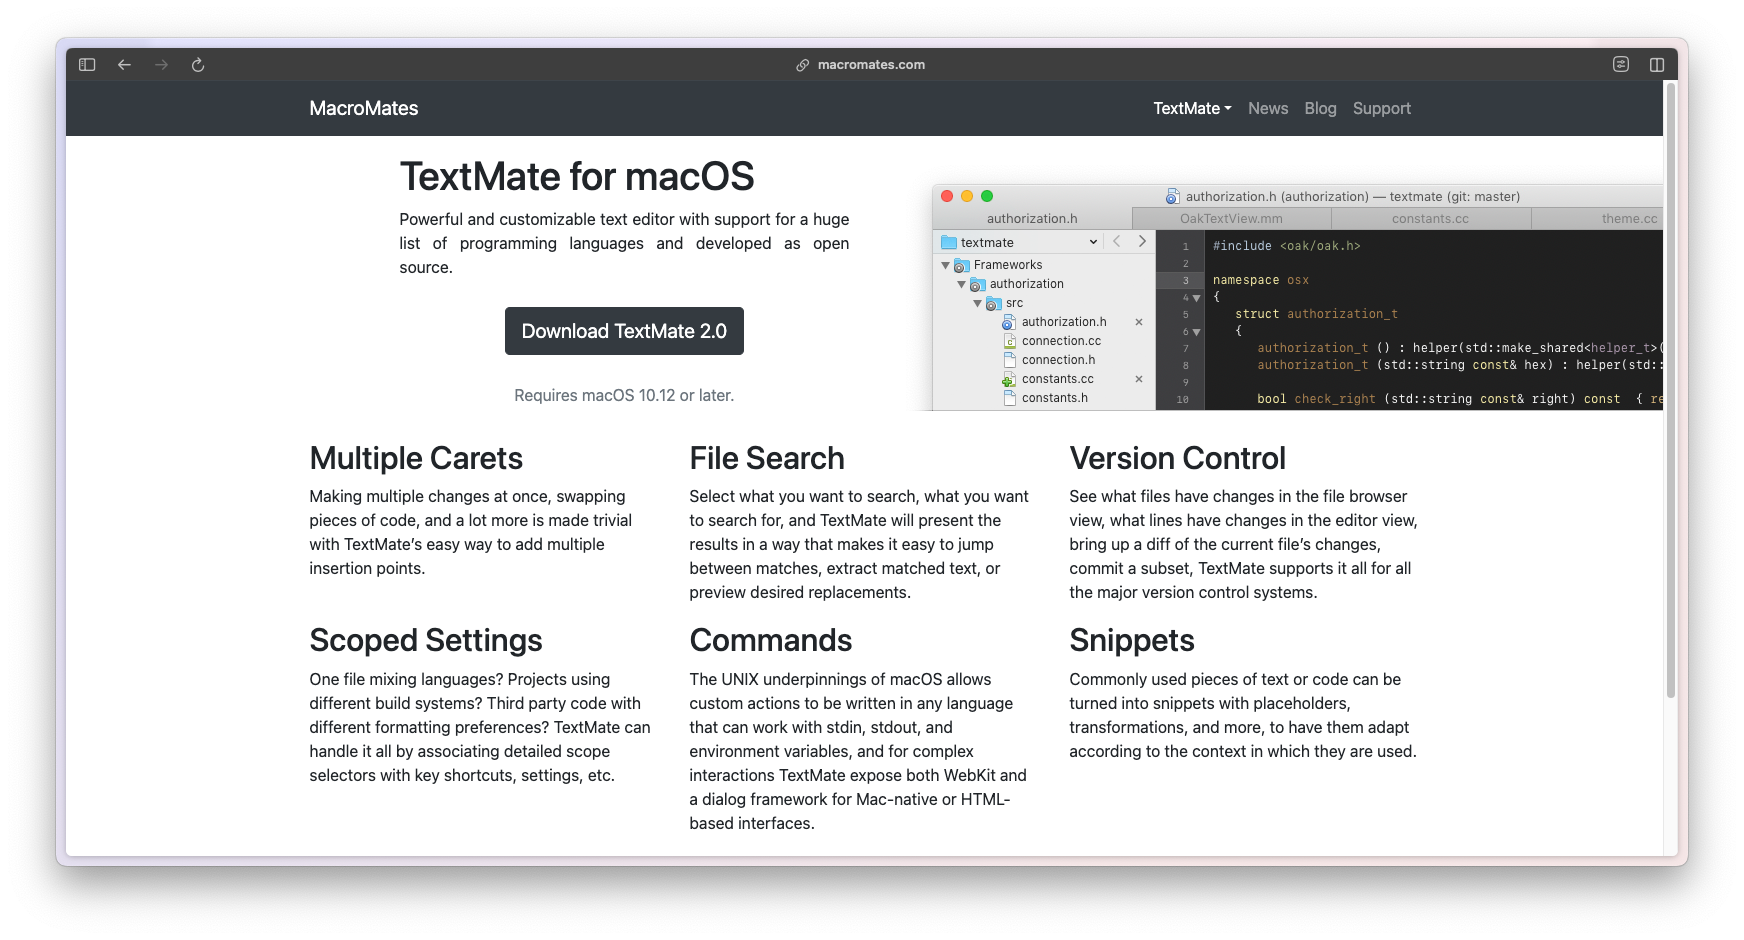 macromates.com
MacroMates
TextMate
News
Blog
Support
TextMate for macOS
Powerful and customizable text editor with support for a huge
list of programming languages and developed as open
source.
Download TextMate 2.0
Requires macOS 10.12 or later.
authorization.h (authorization) — textmate (git: master)
authorization.h
OakTextView.mm
constants.cc
theme.cc
textmate
Frameworks
authorization
src
authorization.h
connection.cc
connection.h
constants.cc
constants.h
1 #include <oak/oak.h>
2
3 namespace osx
4 {
5 struct authorization_t
6 {
7 authorization_t () : helper(std::make_shared<helper_t>(
8 authorization_t (std::string const& hex) : helper(std::
9
10 bool check_right (std::string const& right) const { re
Multiple Carets
Making multiple changes at once, swapping
pieces of code, and a lot more is made trivial
with TextMate’s easy way to add multiple
insertion points.
File Search
Select what you want to search, what you want
to search for, and TextMate will present the
results in a way that makes it easy to jump
between matches, extract matched text, or
preview desired replacements.
Version Control
See what files have changes in the file browser
view, what lines have changes in the editor view,
bring up a diff of the current file’s changes,
commit a subset, TextMate supports it all for all
the major version control systems.
Scoped Settings
One file mixing languages? Projects using
different build systems? Third party code with
different formatting preferences? TextMate can
handle it all by associating detailed scope
selectors with key shortcuts, settings, etc.
Commands
The UNIX underpinnings of macOS allows
custom actions to be written in any language
that can work with stdin, stdout, and
environment variables, and for complex
interactions TextMate expose both WebKit and
a dialog framework for Mac-native or HTML-
based interfaces.
Snippets
Commonly used pieces of text or code can be
turned into snippets with placeholders,
transformations, and more, to have them adapt
according to the context in which they are used.